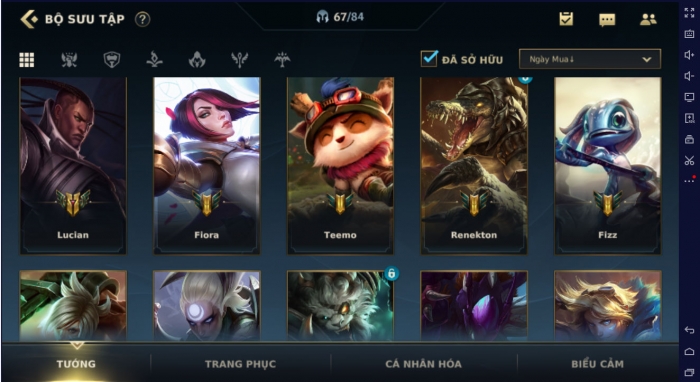 BỘ SƯU TẬP ?
67/84
ĐÃ SỞ HỮU
Ngày Mua↓
Lucian
Fiora
Teemo
Renekton
Fizz
TƯỚNG
TRANG PHỤC
CÁ NHÂN HÓA
BIỂU CẢM